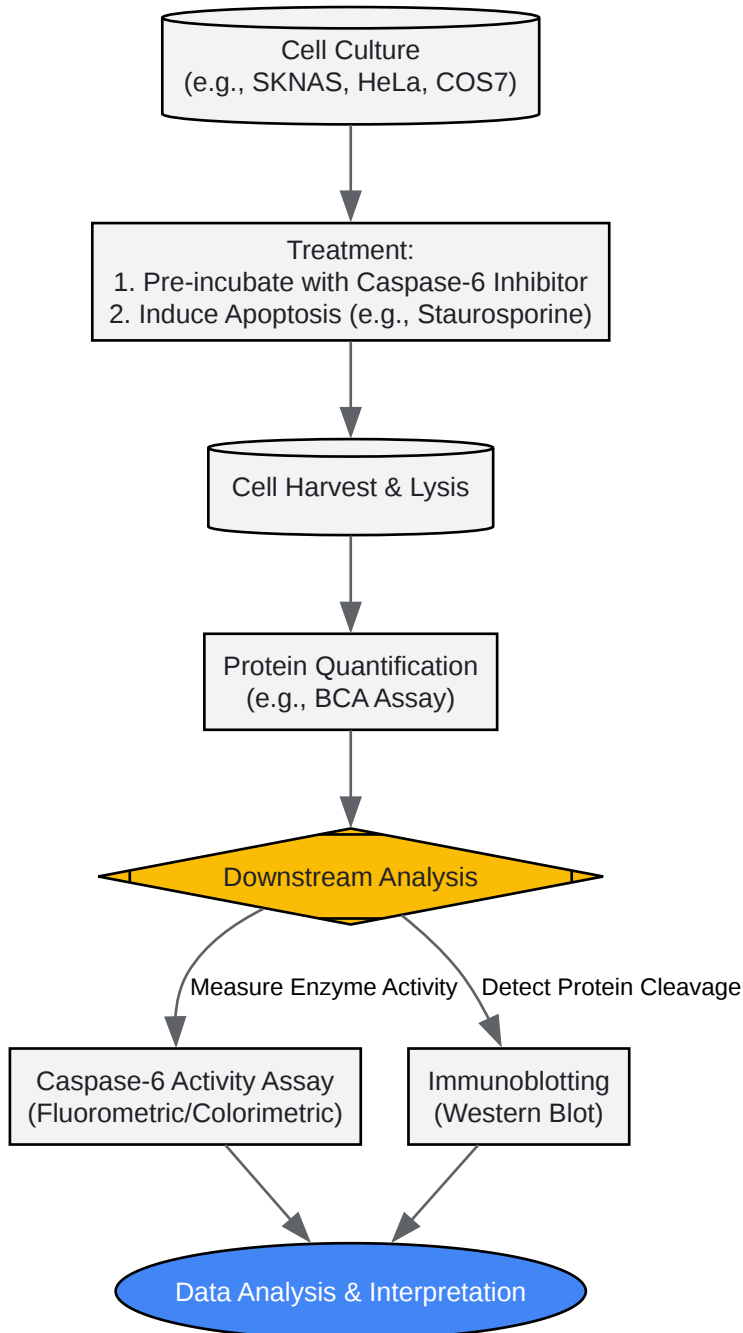 Cell Culture
(e.g., SKNAS, HeLa, COS7)
Treatment:
1. Pre-incubate with Caspase-6 Inhibitor
2. Induce Apoptosis (e.g., Staurosporine)
Cell Harvest & Lysis
Protein Quantification
(e.g., BCA Assay)
Downstream Analysis
Measure Enzyme Activity
Detect Protein Cleavage
Caspase-6 Activity Assay
(Fluorometric/Colorimetric)
Immunoblotting
(Western Blot)
Data Analysis & Interpretation